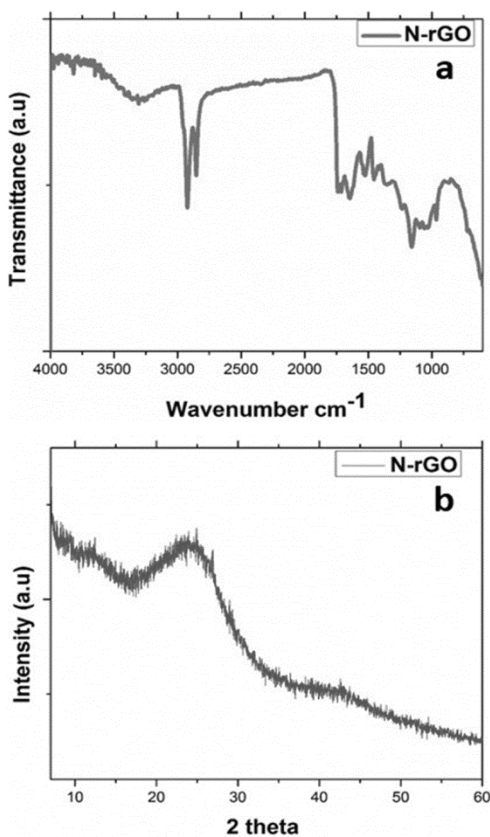 N-rGO
a
Transmittance (a.u)
4000 3500 3000 2500 2000 1500 1000
Wavenumber cm-1
N-rGO
b
Intensity (a.u)
10 20 30 40 50 60
2 theta